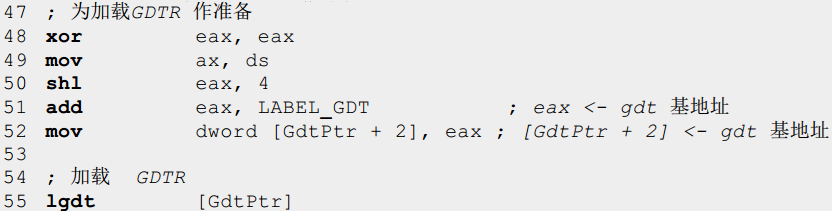 47 ; 为加载GDTR 作准备
48 xor eax, eax
49 mov ax, ds
50 shl eax, 4
51 add eax, LABEL_GDT ; eax <- gdt 基地址
52 mov dword [GdtPtr + 2], eax ; [GdtPtr + 2] <- gdt 基地址
53
54 ; 加载 GDTR
55 lgdt [GdtPtr]